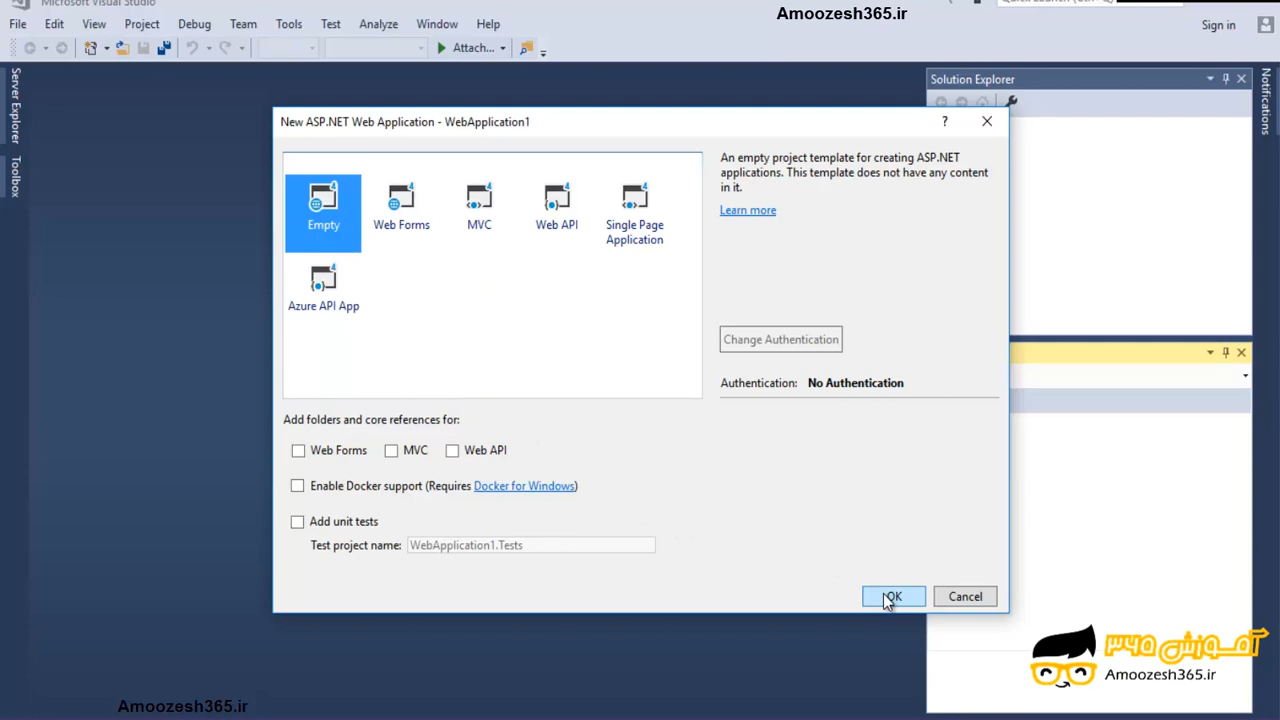 Microsoft Visual Studio
Amoozesh365.ir
File Edit View Project Debug Team Tools Test Analyze Window Help
Sign in
Attach...
Server Explorer
Toolbox
Solution Explorer
Notifications
New ASP.NET Web Application - WebApplication1
?
Empty
Web Forms
MVC
Web API
Single Page
Application
Azure API App
An empty project template for creating ASP.NET
applications. This template does not have any content
in it.
Learn more
Change Authentication
Authentication: No Authentication
Add folders and core references for:
Web Forms MVC Web API
Enable Docker support (Requires Docker for Windows)
Add unit tests
Test project name: WebApplication1.Tests
OK Cancel
آموزش ۳۶۵
Amoozesh365.ir
Amoozesh365.ir